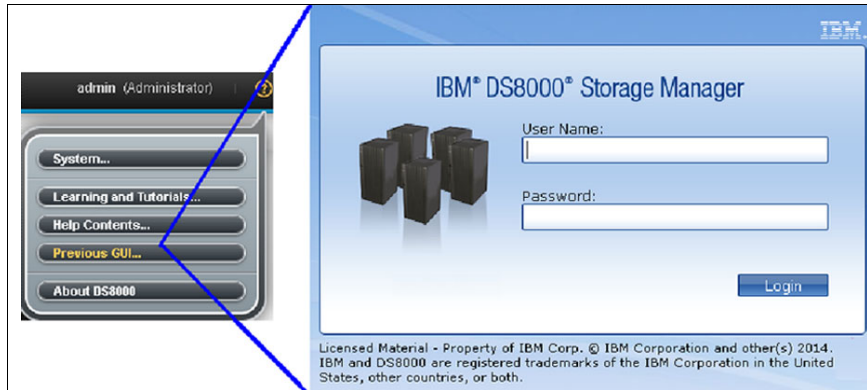 admin (Administrator)
?
System...
Learning and Tutorials...
Help Contents...
Previous GUI...
About DS8000
IBM.
IBM® DS8000® Storage Manager
User Name:
Password:
Login
Licensed Material - Property of IBM Corp. © IBM Corporation and other(s) 2014.
IBM and DS8000 are registered trademarks of the IBM Corporation in the United
States, other countries, or both.